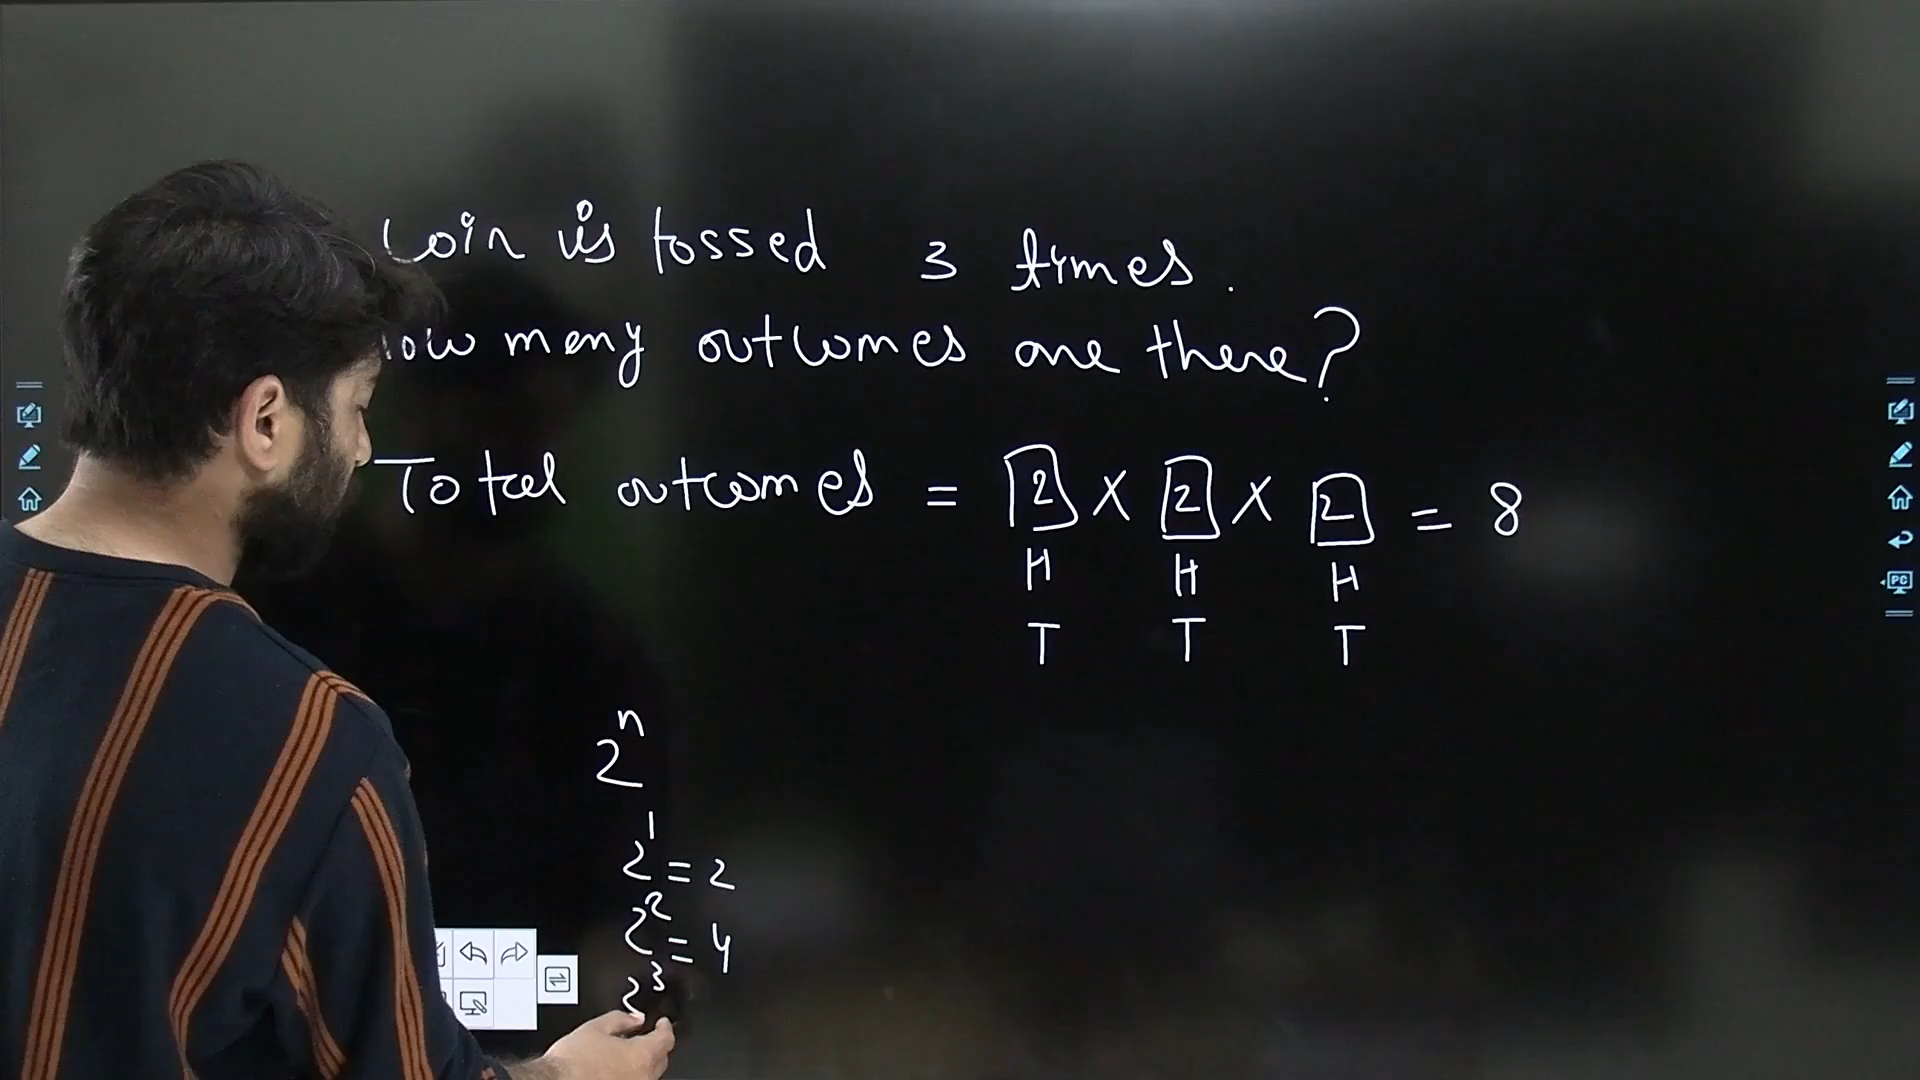 Coin is tossed 3 times.
How many outcomes are there?
Total outcomes = 2 X 2 X 2 = 8
H H H
T T T
2^n
2^1 = 2
2^2 = 4
2^3
PC